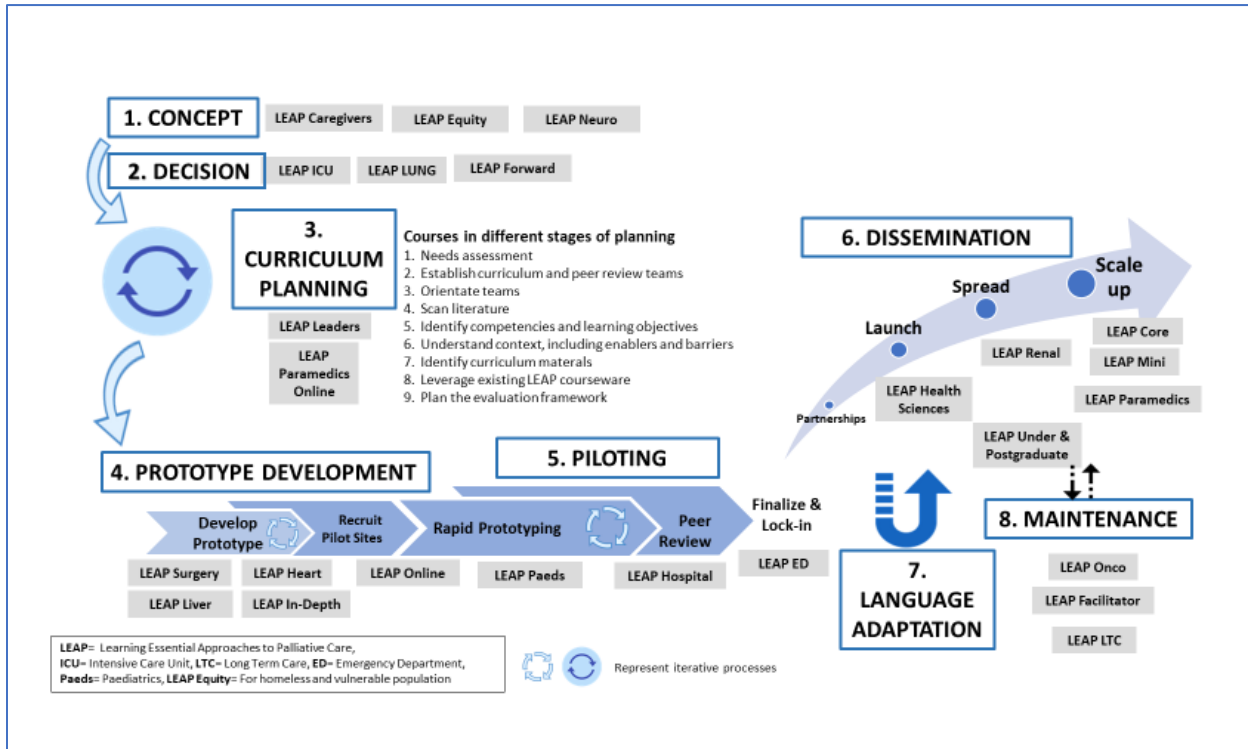 1. CONCEPT
LEAP Caregivers
LEAP Equity
LEAP Neuro
2. DECISION
LEAP ICU
LEAP LUNG
LEAP Forward
3.
CURRICULUM
PLANNING
LEAP Leaders
LEAP
Paramedics
Online
Courses in different stages of planning
1. Needs assessment
2. Establish curriculum and peer review teams
3. Orientate teams
4. Scan literature
5. Identify competencies and learning objectives
6. Understand context, including enablers and barriers
7. Identify curriculum materals
8. Leverage existing LEAP courseware
9. Plan the evaluation framework
4. PROTOTYPE DEVELOPMENT
5. PILOTING
Develop
Prototype
Recruit
Pilot Sites
Rapid Prototyping
Peer
Review
Finalize &
Lock-in
LEAP Surgery
LEAP Heart
LEAP Online
LEAP Paeds
LEAP Hospital
LEAP ED
LEAP Liver
LEAP In-Depth
6. DISSEMINATION
Partnerships
Launch
Spread
Scale
up
LEAP Health
Sciences
LEAP Renal
LEAP Core
LEAP Mini
LEAP Paramedics
LEAP Under &
Postgraduate
7.
LANGUAGE
ADAPTATION
8. MAINTENANCE
LEAP Onco
LEAP Facilitator
LEAP LTC
LEAP= Learning Essential Approaches to Palliative Care,
ICU= Intensive Care Unit, LTC= Long Term Care, ED= Emergency Department,
Paeds= Paediatrics, LEAP Equity= For homeless and vulnerable population
Represent iterative processes